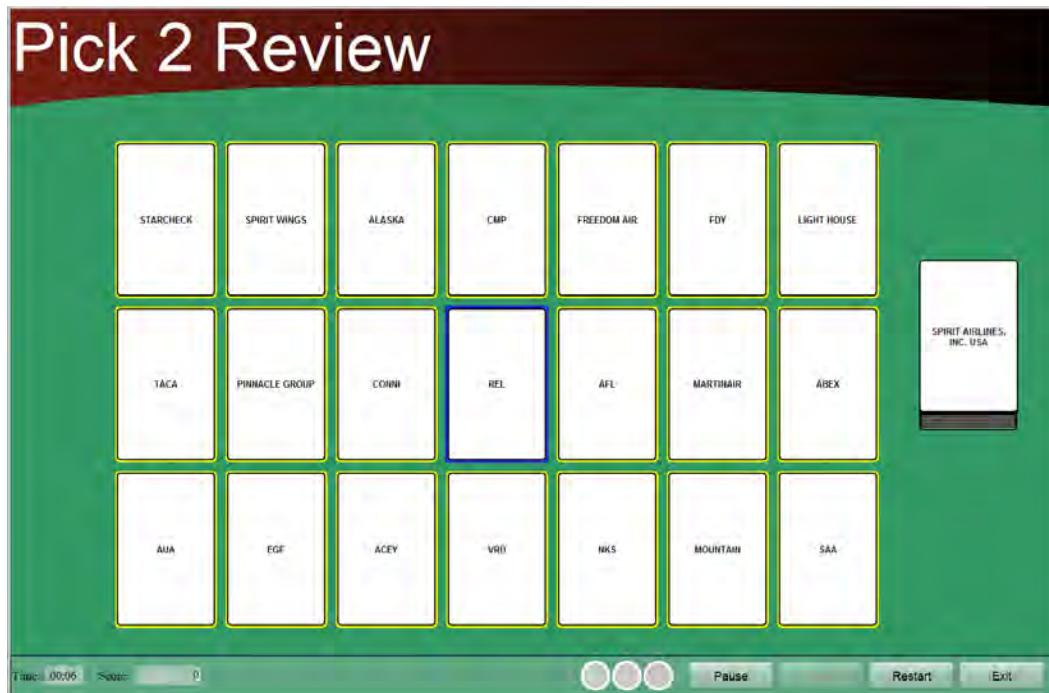 Pick 2 Review
STARCHECK
SPIRIT WINGS
ALASKA
CMP
FREEDOM AIR
FDY
LIGHT HOUSE
SPIRIT AIRLINES,
INC. USA
TACA
PINNACLE GROUP
CONNI
REL
AFL
MARTINAIR
ABEX
AUA
EGF
ACEY
VRD
NKS
MOUNTAIN
SAA
Time: 00:06 Score: 0
Pause
Restart
Exit